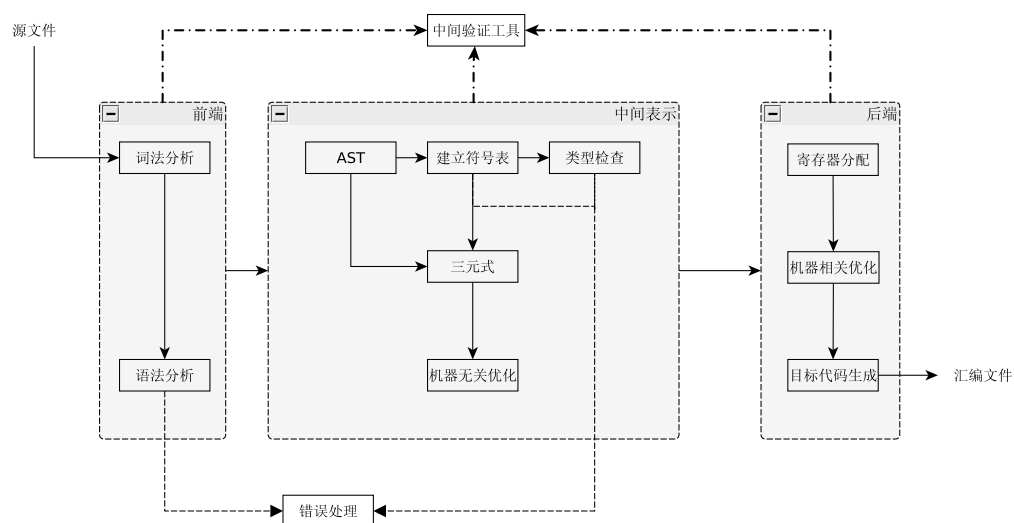 源文件
中间验证工具
前端
词法分析
语法分析
中间表示
AST
建立符号表
类型检查
三元式
机器无关优化
后端
寄存器分配
机器相关优化
目标代码生成
汇编文件
错误处理